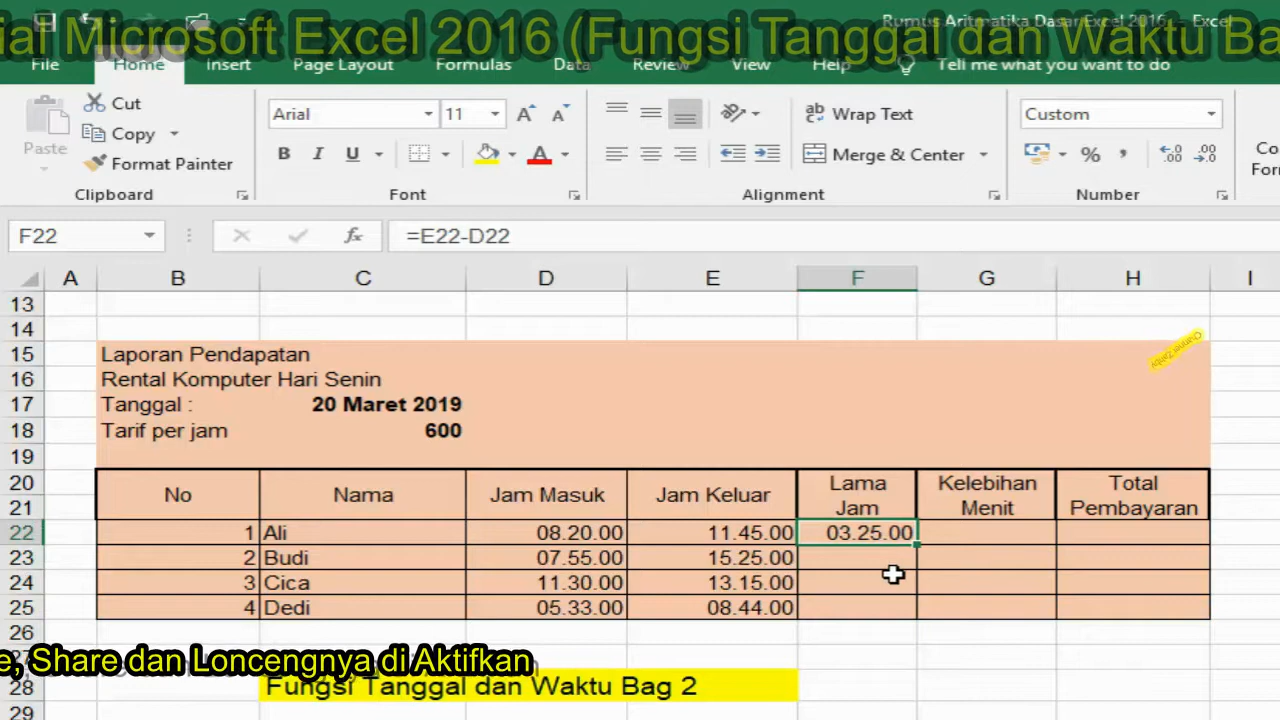 Rumus Aritmatika Dasar Excel 2016 - Excel
ial Microsoft Excel 2016 (Fungsi Tanggal dan Waktu Ba
File Home Insert Page Layout Formulas Data Review View Help Tell me what you want to do
Cut
Copy
Paste
Format Painter
Arial 11
B I U
Wrap Text
Merge & Center
Custom
%
Co
Form
Clipboard Font Alignment Number
F22 fx =E22-D22
A B C D E F G H I
13
14
15 Laporan Pendapatan
16 Rental Komputer Hari Senin
17 Tanggal : 20 Maret 2019
18 Tarif per jam 600
19
20 No Nama Jam Masuk Jam Keluar Lama Kelebihan Total
21 Jam Menit Pembayaran
22 1 Ali 08.20.00 11.45.00 03.25.00
23 2 Budi 07.55.00 15.25.00
24 3 Cica 11.30.00 13.15.00
25 4 Dedi 05.33.00 08.44.00
26
e, Share dan Loncengnya di Aktifkan
28 Fungsi Tanggal dan Waktu Bag 2
29